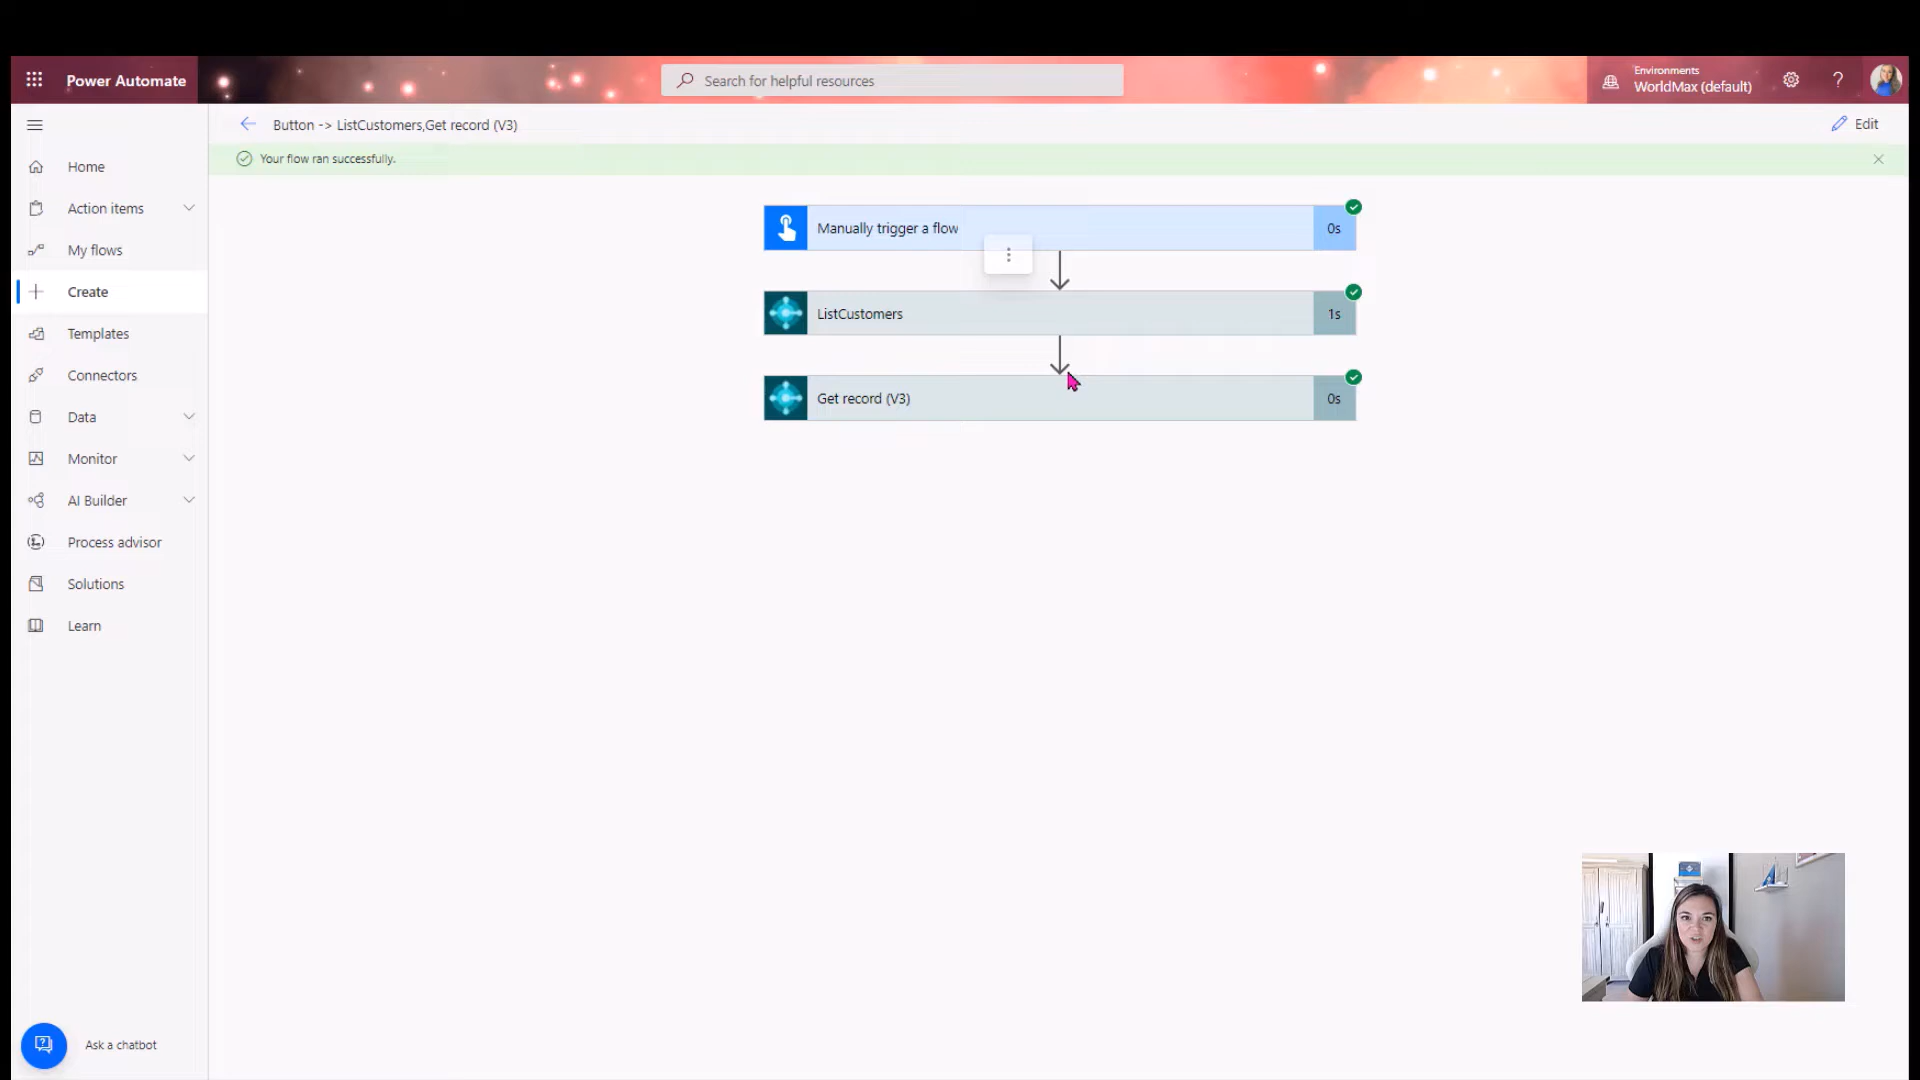 Power Automate
Search for helpful resources
Environments
WorldMax (default)
?
Button -> ListCustomers,Get record (V3)
Edit
Your flow ran successfully.
Home
Action items
My flows
Create
Templates
Connectors
Data
Monitor
AI Builder
Process advisor
Solutions
Learn
Manually trigger a flow
0s
ListCustomers
1s
Get record (V3)
0s
Ask a chatbot